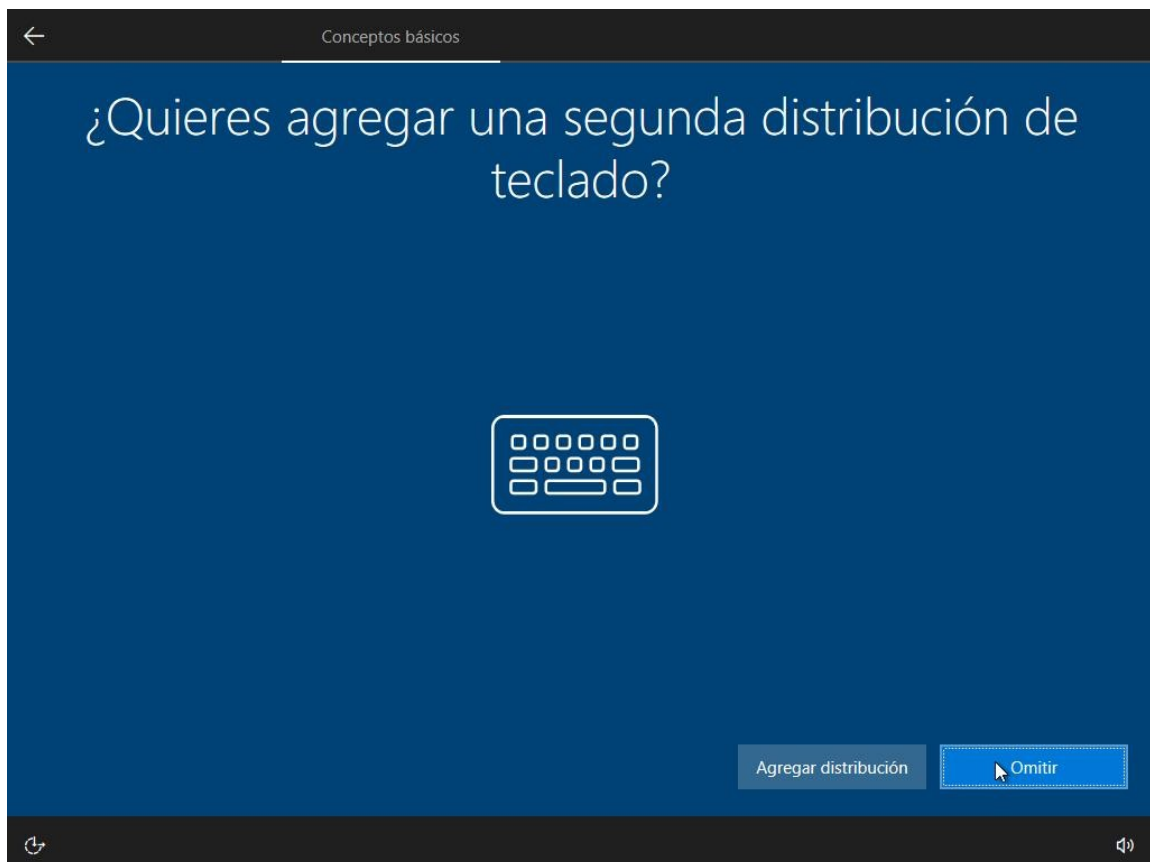 Conceptos básicos
¿Quieres agregar una segunda distribución de
teclado?
Agregar distribución
Omitir